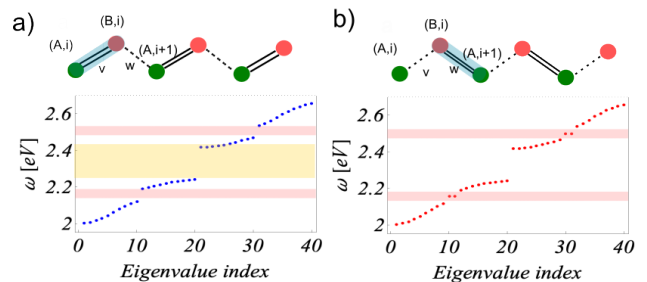 a)
(B,i)
(A,i)
(A,i+1)
v
w
2.6
2.4
2.2
2
ω [eV]
0
10
20
30
40
Eigenvalue index
b)
(B,i)
(A,i)
(A,i+1)
v
w
2.6
2.4
2.2
2
ω [eV]
0
10
20
30
40
Eigenvalue index